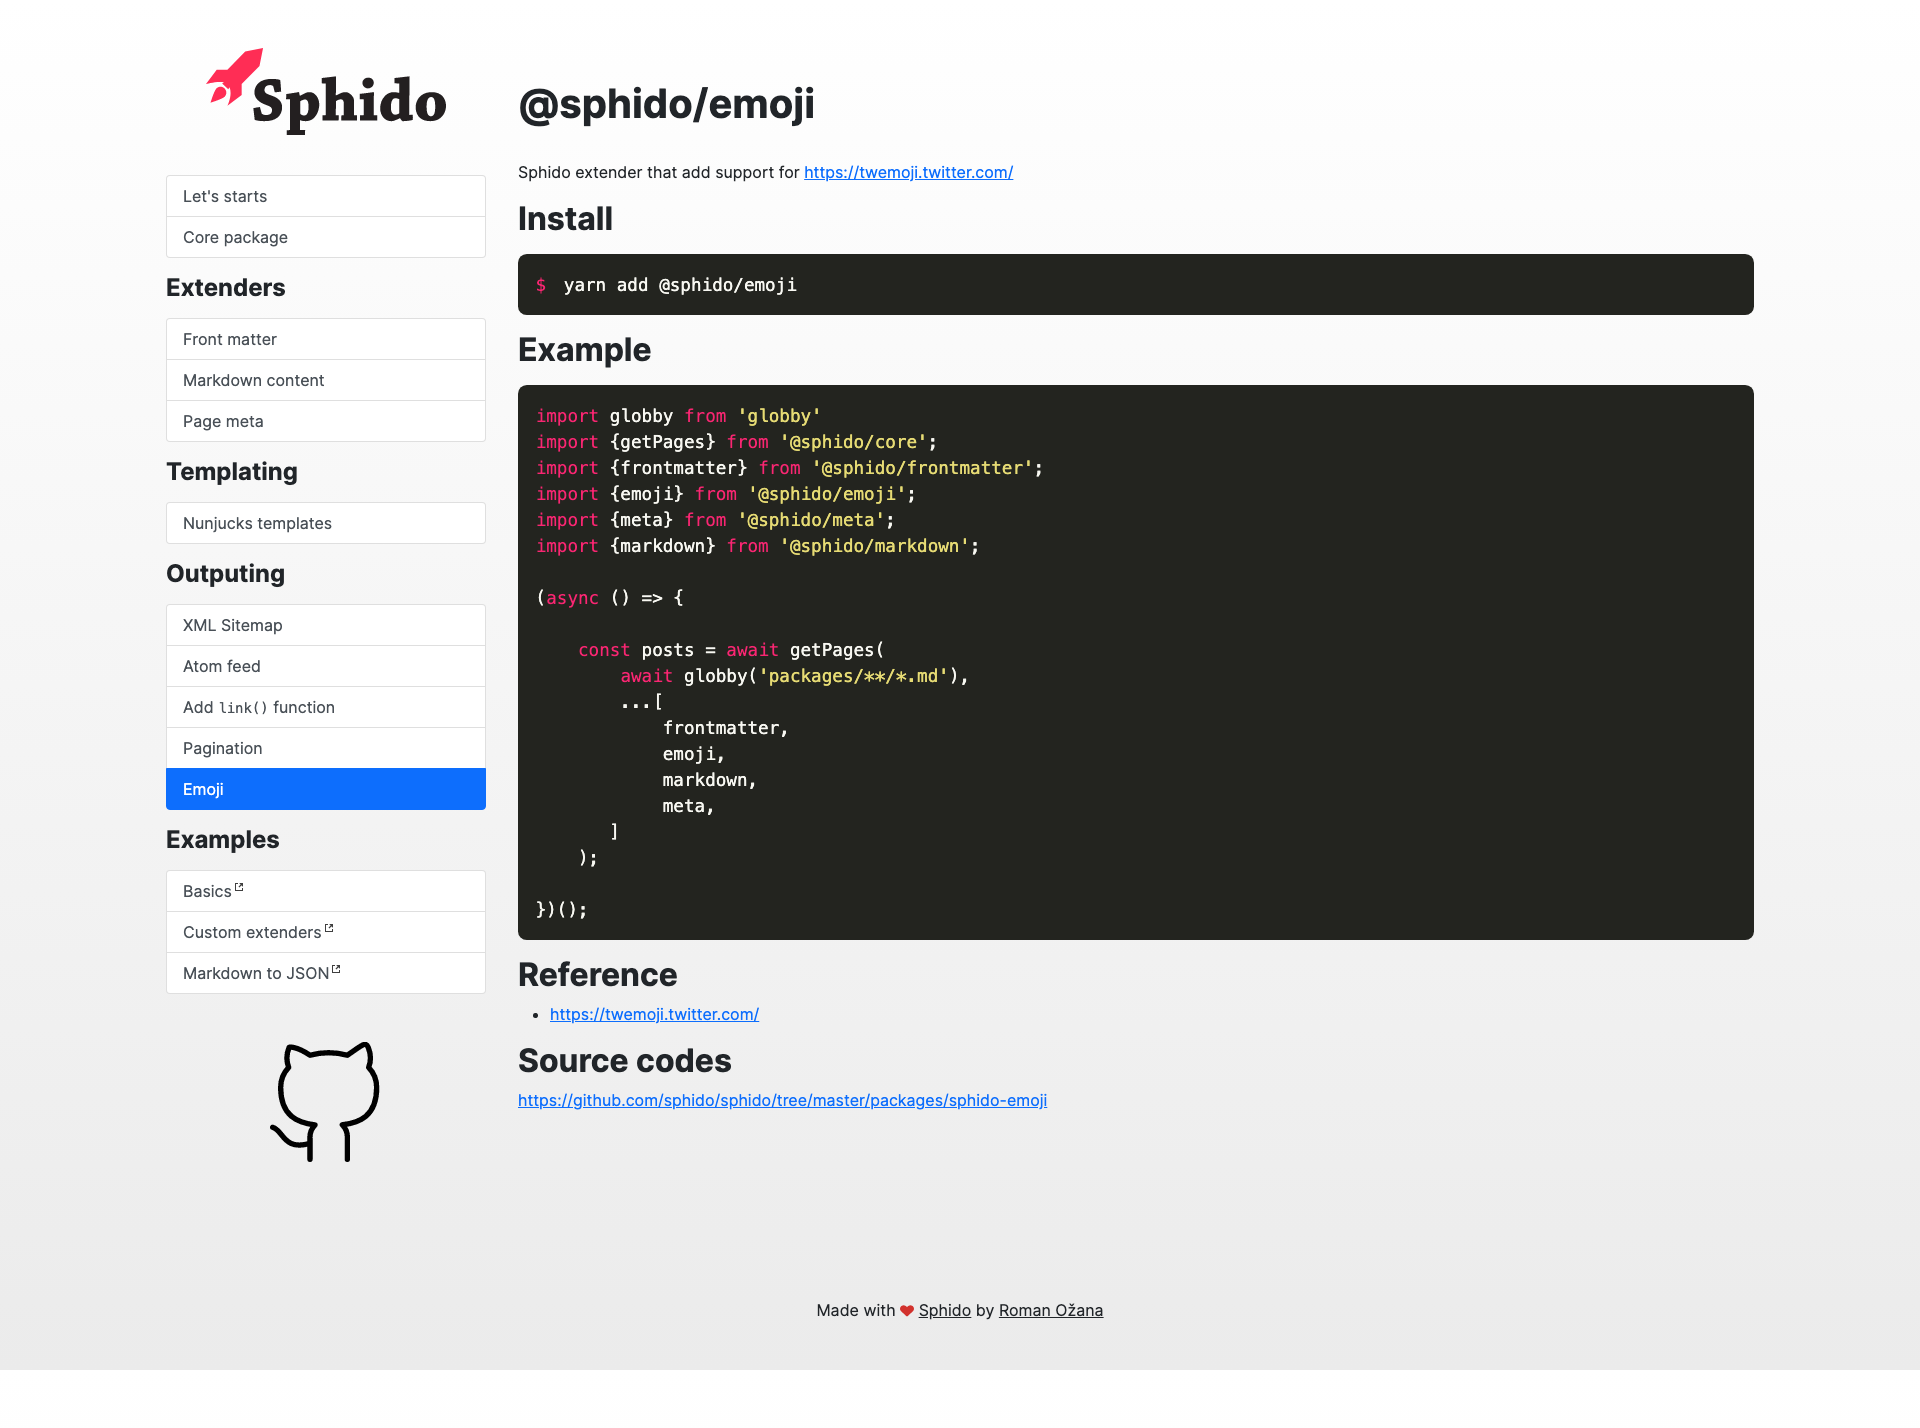 Sphido
Let's starts
Core package
Extenders
Front matter
Markdown content
Page meta
Templating
Nunjucks templates
Outputing
XML Sitemap
Atom feed
Add link() function
Pagination
Emoji
Examples
Basics
Custom extenders
Markdown to JSON
@sphido/emoji
Sphido extender that add support for https://twemoji.twitter.com/
Install
$ yarn add @sphido/emoji
Example
import globby from 'globby'
import {getPages} from '@sphido/core';
import {frontmatter} from '@sphido/frontmatter';
import {emoji} from '@sphido/emoji';
import {meta} from '@sphido/meta';
import {markdown} from '@sphido/markdown';
(async () => {
const posts = await getPages(
await globby('packages/**/*.md'),
...[
frontmatter,
emoji,
markdown,
meta,
]
);
})();
Reference
• https://twemoji.twitter.com/
Source codes
https://github.com/sphido/sphido/tree/master/packages/sphido-emoji
Made with ❤ Sphido by Roman Ožana